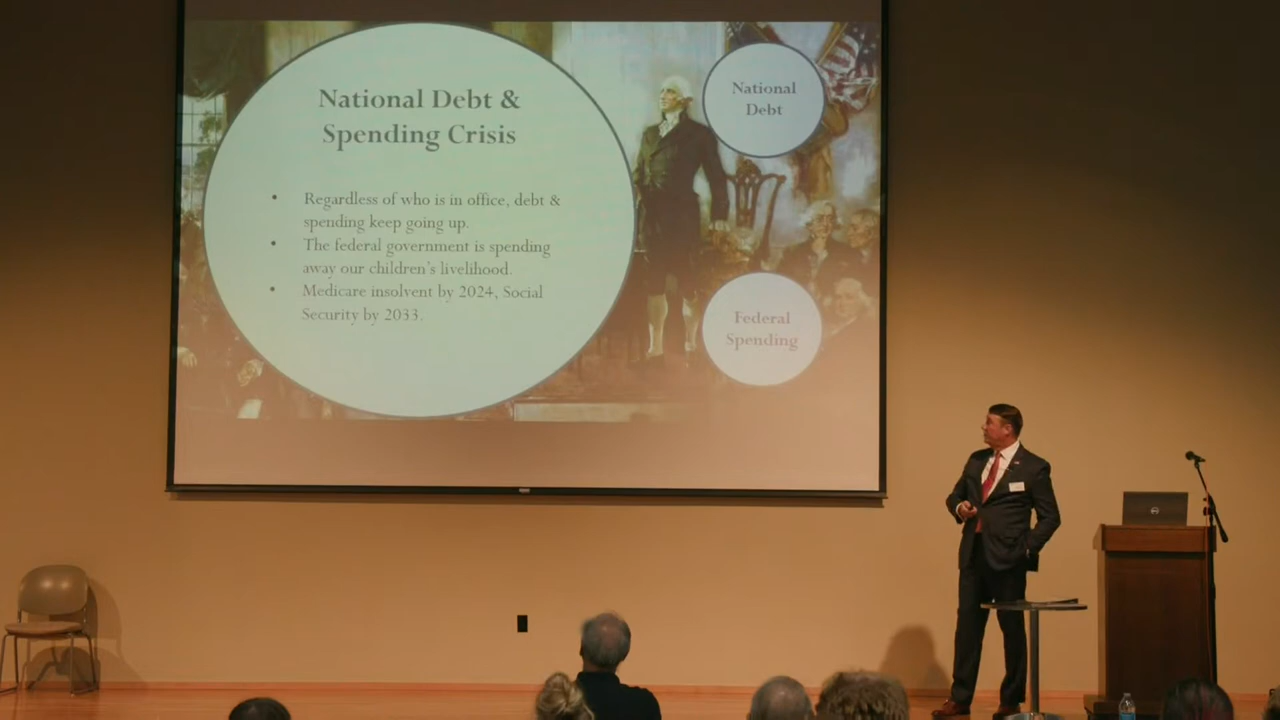 National Debt &
Spending Crisis
• Regardless of who is in office, debt &
spending keep going up.
• The federal government is spending
away our children's livelihood.
• Medicare insolvent by 2024, Social
Security by 2033.
National
Debt
Federal
Spending
DELL